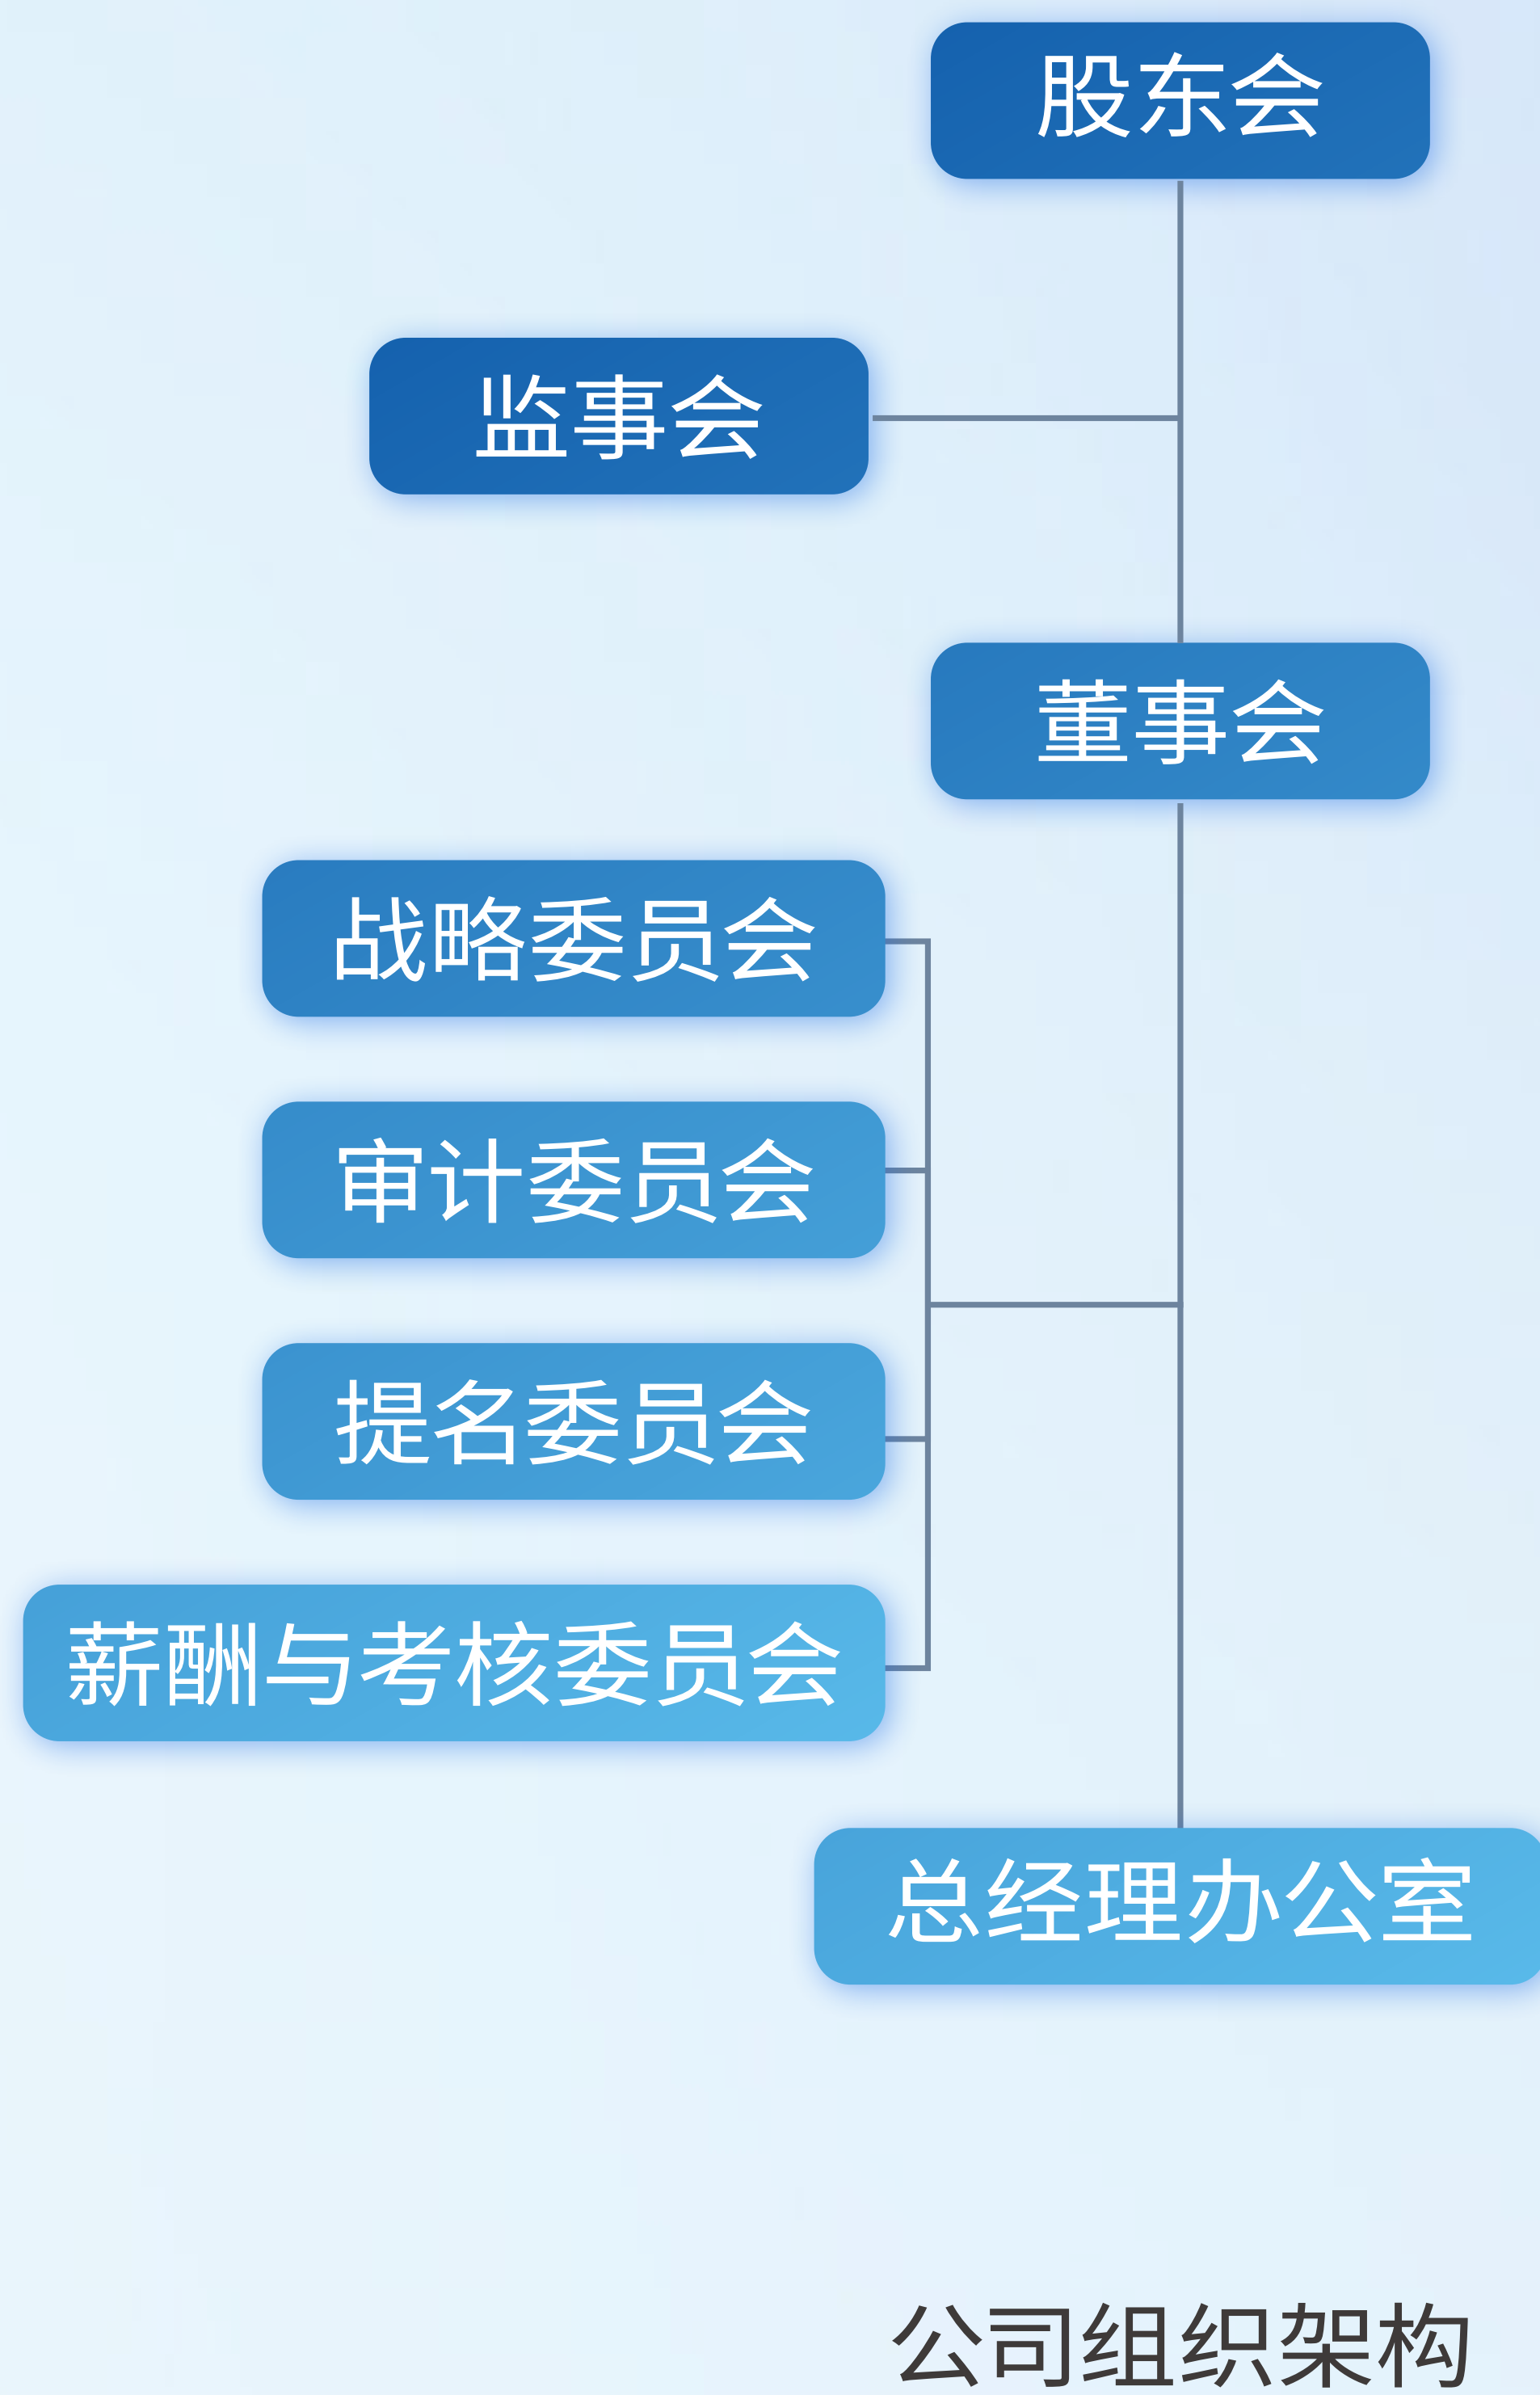 股东会
监事会
董事会
战略委员会
审计委员会
提名委员会
薪酬与考核委员会
总经理办公室
公司组织架构